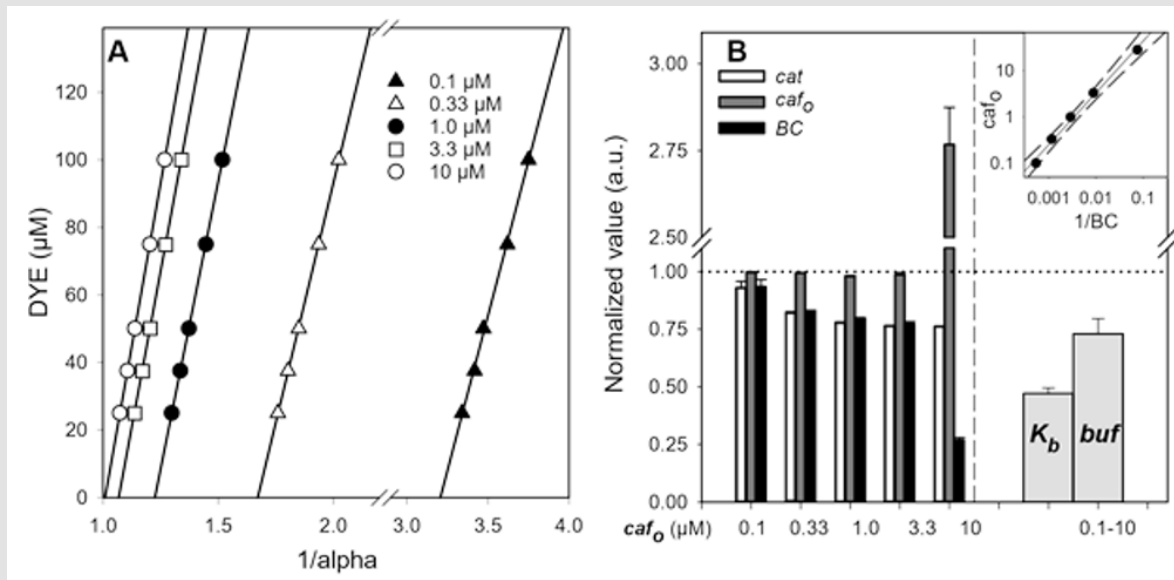 A
DYE (µM)
120
100
80
60
40
20
0
1.0
1.5
2.0
3.0
3.5
4.0
1/alpha
0.1 µM
0.33 µM
1.0 µM
3.3 µM
10 µM
B
Normalized value (a.u.)
3.00
2.75
2.50
1.00
0.75
0.50
0.25
0.00
cat
cafo
BC
cafo
10
1
0.1
0.001
0.01
0.1
1/BC
Kb
buf
cafo (µM)
0.1
0.33
1.0
3.3
10
0.1-10